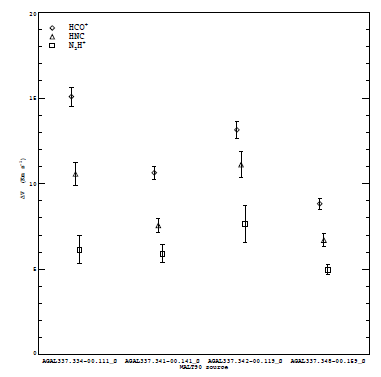 HCO⁺
HNC
N₂H⁺
20
15
10
5
0
ΔV (Km s⁻¹)
AGAL337.334-00.111_S AGAL337.341-00.141_S AGAL337.342-00.119_S AGAL337.348-00.159_S
MALT90 source